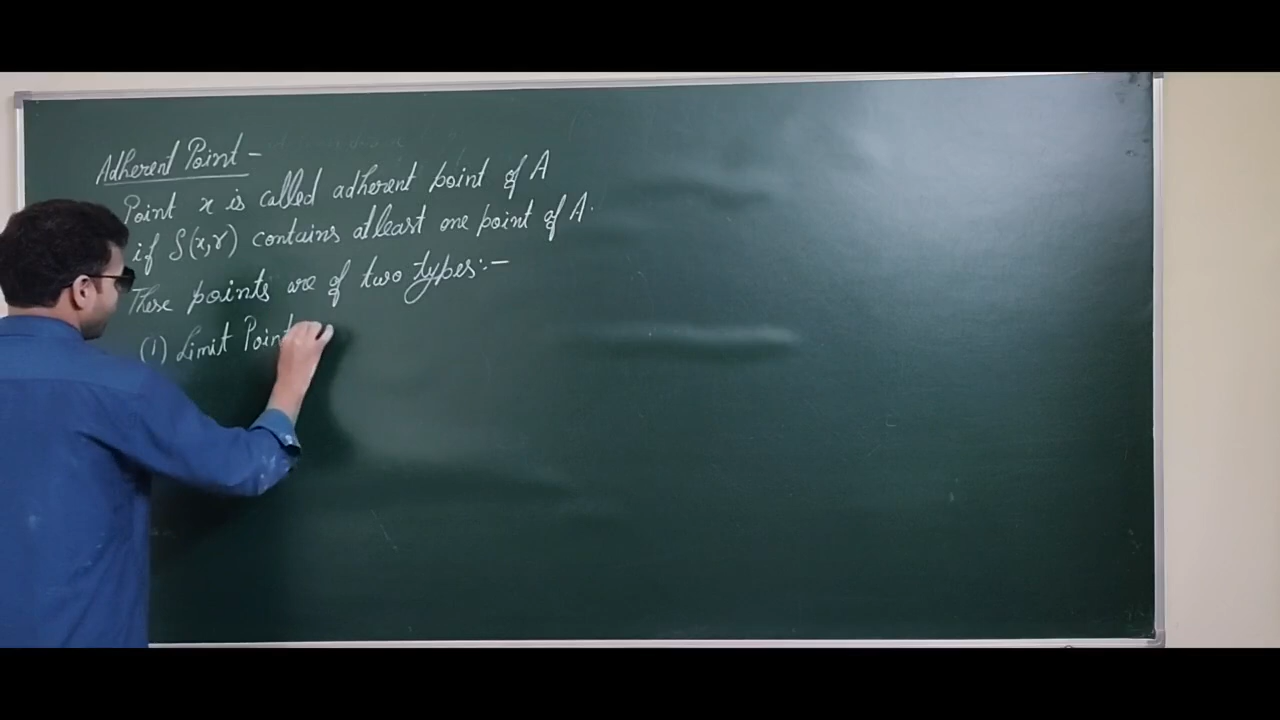 Adherent Point -
Point x is called adherent point of A
if S(x,r) contains atleast one point of A.
These points are of two types:-
(1) Limit Point